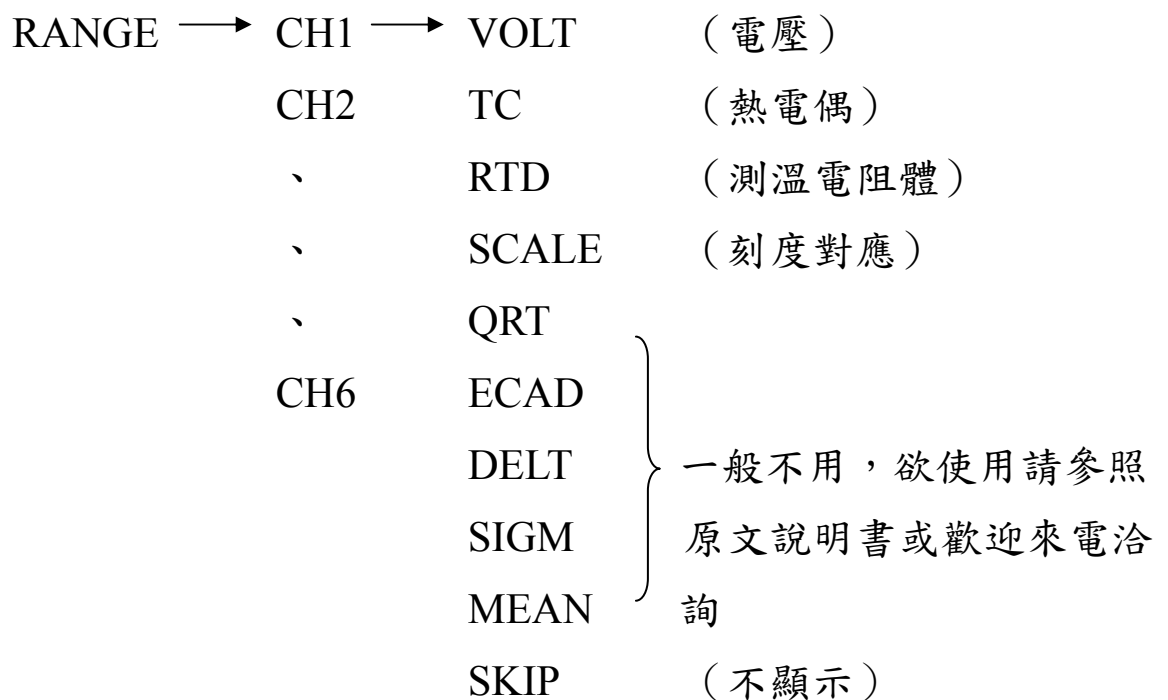 RANGE CH1 VOLT （電壓）
CH2 TC （熱電偶）
、 RTD （測溫電阻體）
、 SCALE （刻度對應）
、 QRT
CH6 ECAD
DELT 一般不用，欲使用請參照
SIGM 原文說明書或歡迎來電洽
MEAN 詢
SKIP （不顯示）